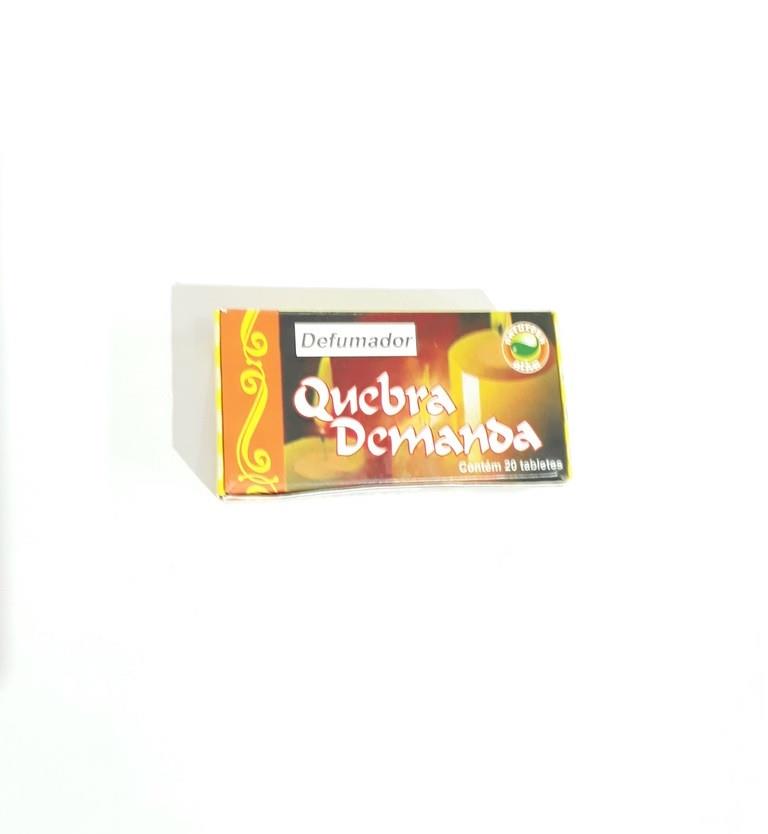 Defumador
Quebra
Demanda
Contém 20 tabletes